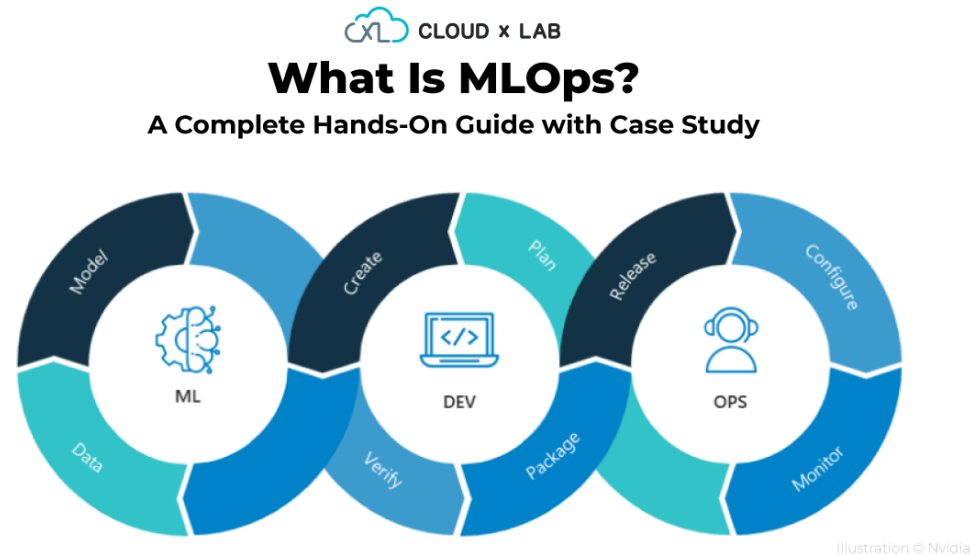 CXL CLOUD x LAB
What Is MLOps?
A Complete Hands-On Guide with Case Study
Model
Data
ML
Create
Plan
Verify
Package
DEV
Release
Configure
Monitor
OPS
Illustration © Nvidia